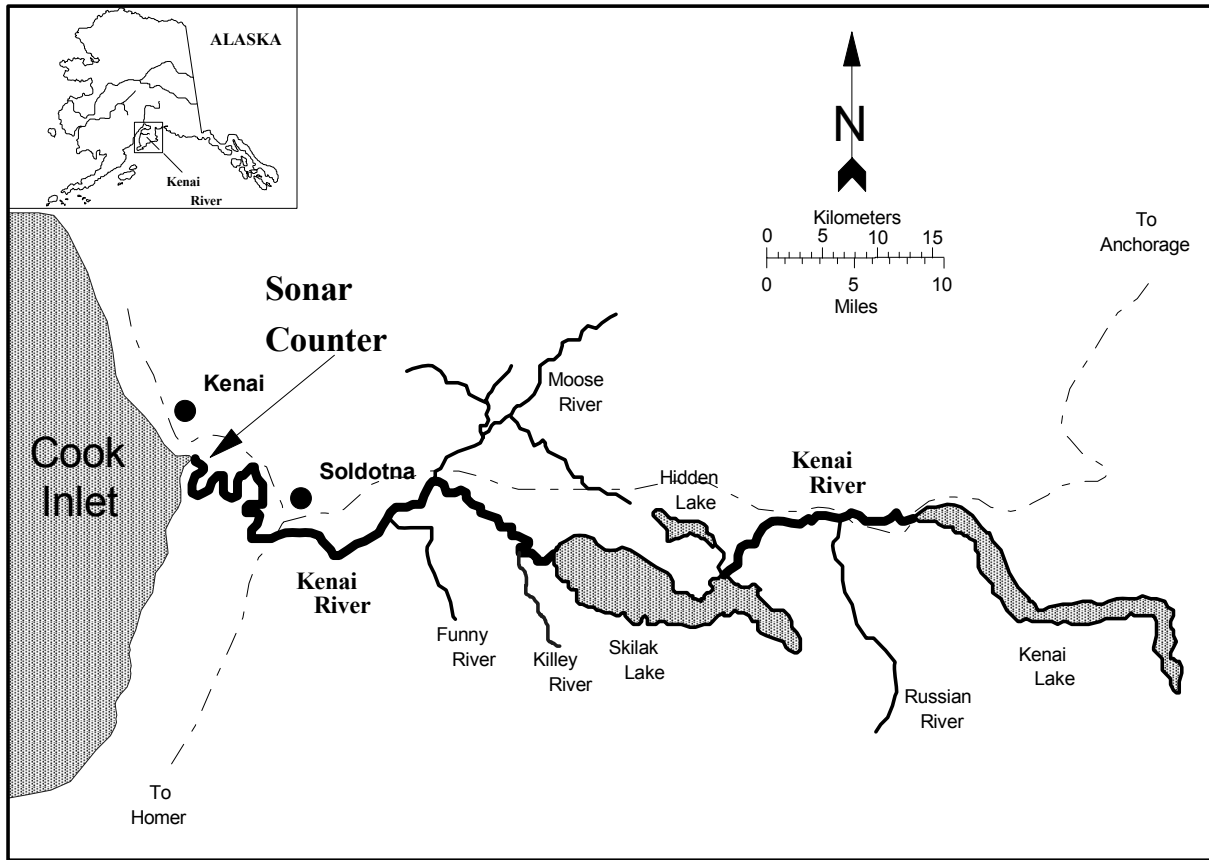 ALASKA
Kenai
River
N
Kilometers
0 5 10 15
0 5 10
Miles
To
Anchorage
Sonar
Counter
Kenai
Cook
Inlet
Soldotna
Moose
River
Hidden
Lake
Kenai
River
Kenai
River
Funny
River
Killey
River
Skilak
Lake
Russian
River
Kenai
Lake
To
Homer